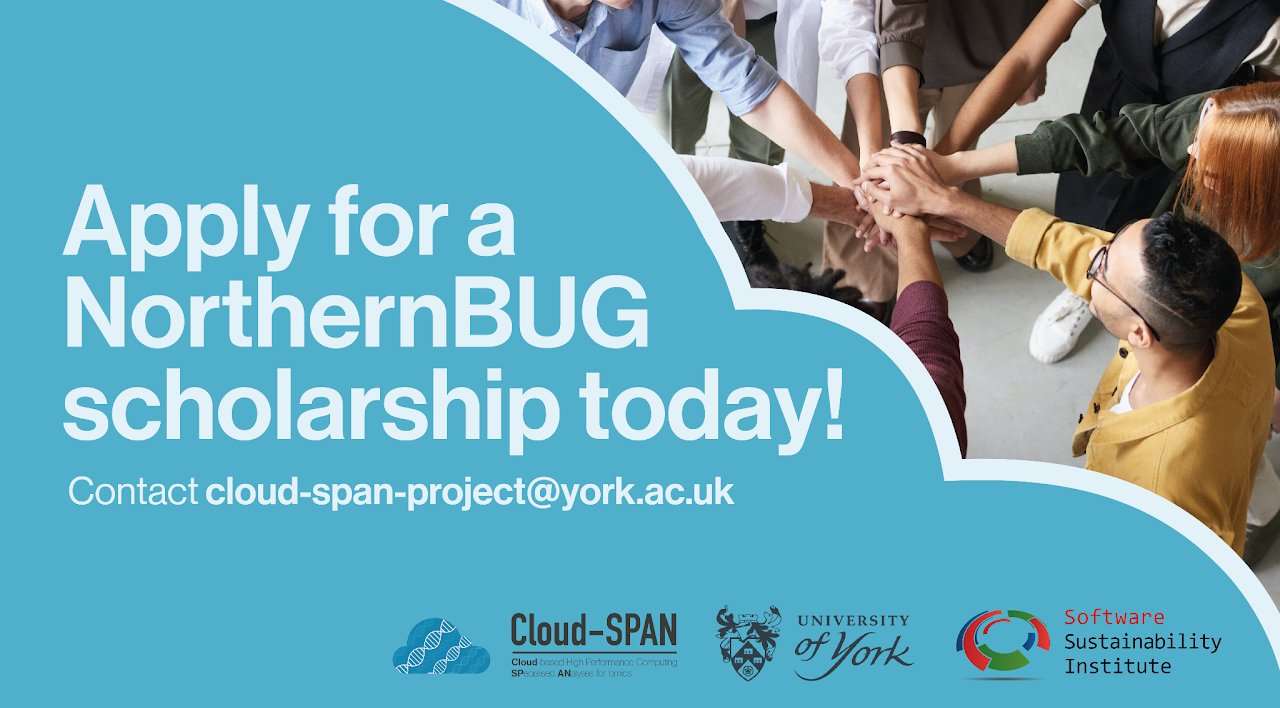 Apply for a
NorthernBUG
scholarship today!
Contact cloud-span-project@york.ac.uk
Cloud-SPAN
Cloud-based High Performance Computing
SPecialised ANalyses for 'omics
UNIVERSITY
of York
Software
Sustainability
Institute